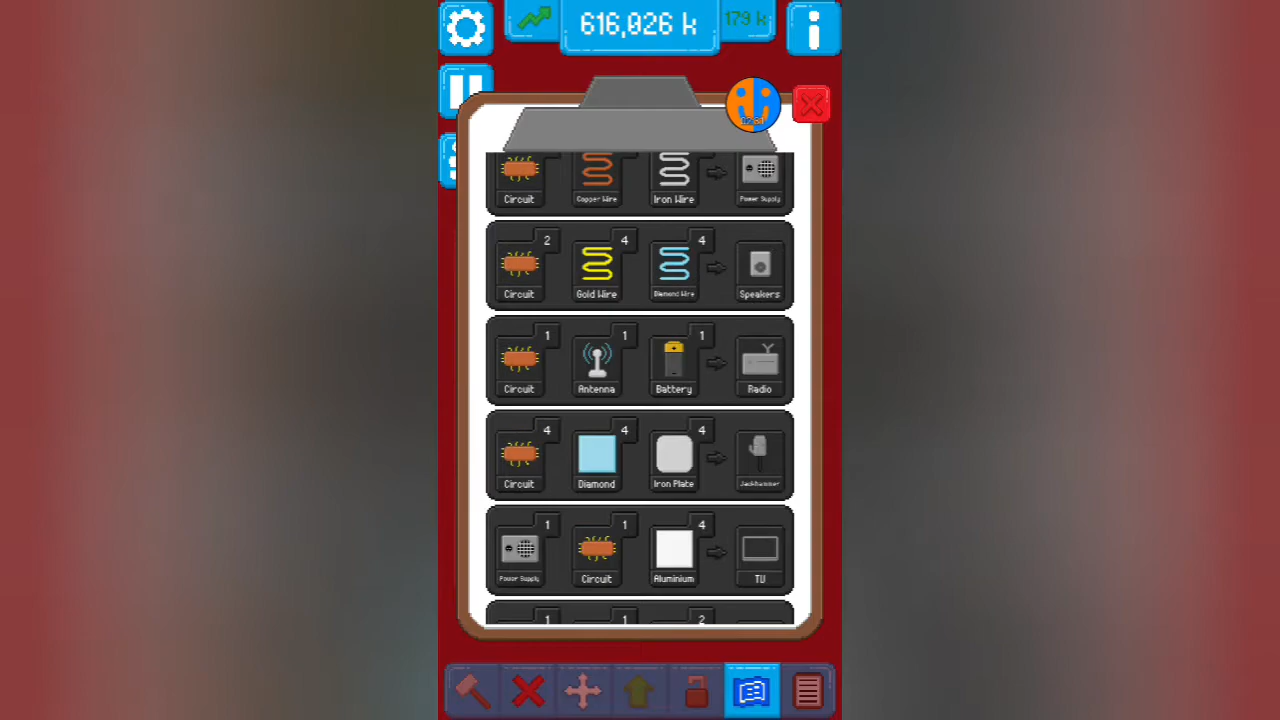 616,026 k
179 k
Circuit Copper Wire Iron Wire Power Supply
2 4 4
Circuit Gold Wire Diamond Wire Speakers
1 1 1
Circuit Antenna Battery Radio
4 4 4
Circuit Diamond Iron Plate Jackhammer
1 1 4
Power Supply Circuit Aluminium TV
1 1 2